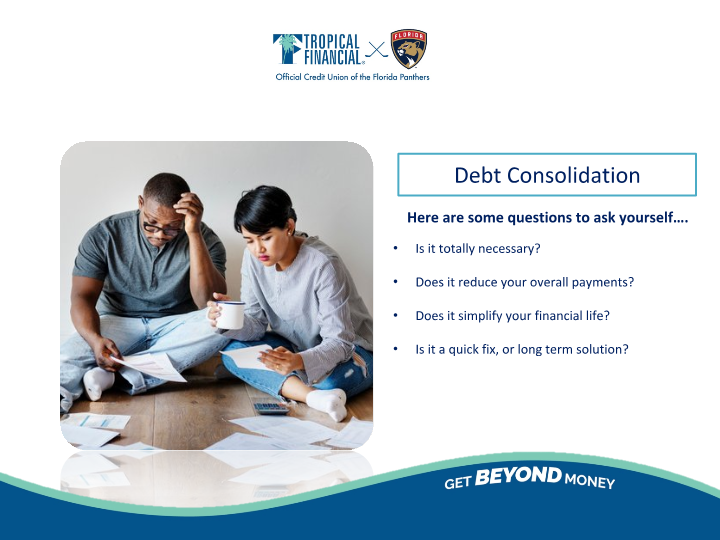 TROPICAL
FINANCIAL®
FLORIDA
Official Credit Union of the Florida Panthers
Debt Consolidation
Here are some questions to ask yourself….
• Is it totally necessary?
• Does it reduce your overall payments?
• Does it simplify your financial life?
• Is it a quick fix, or long term solution?
GET BEYOND MONEY